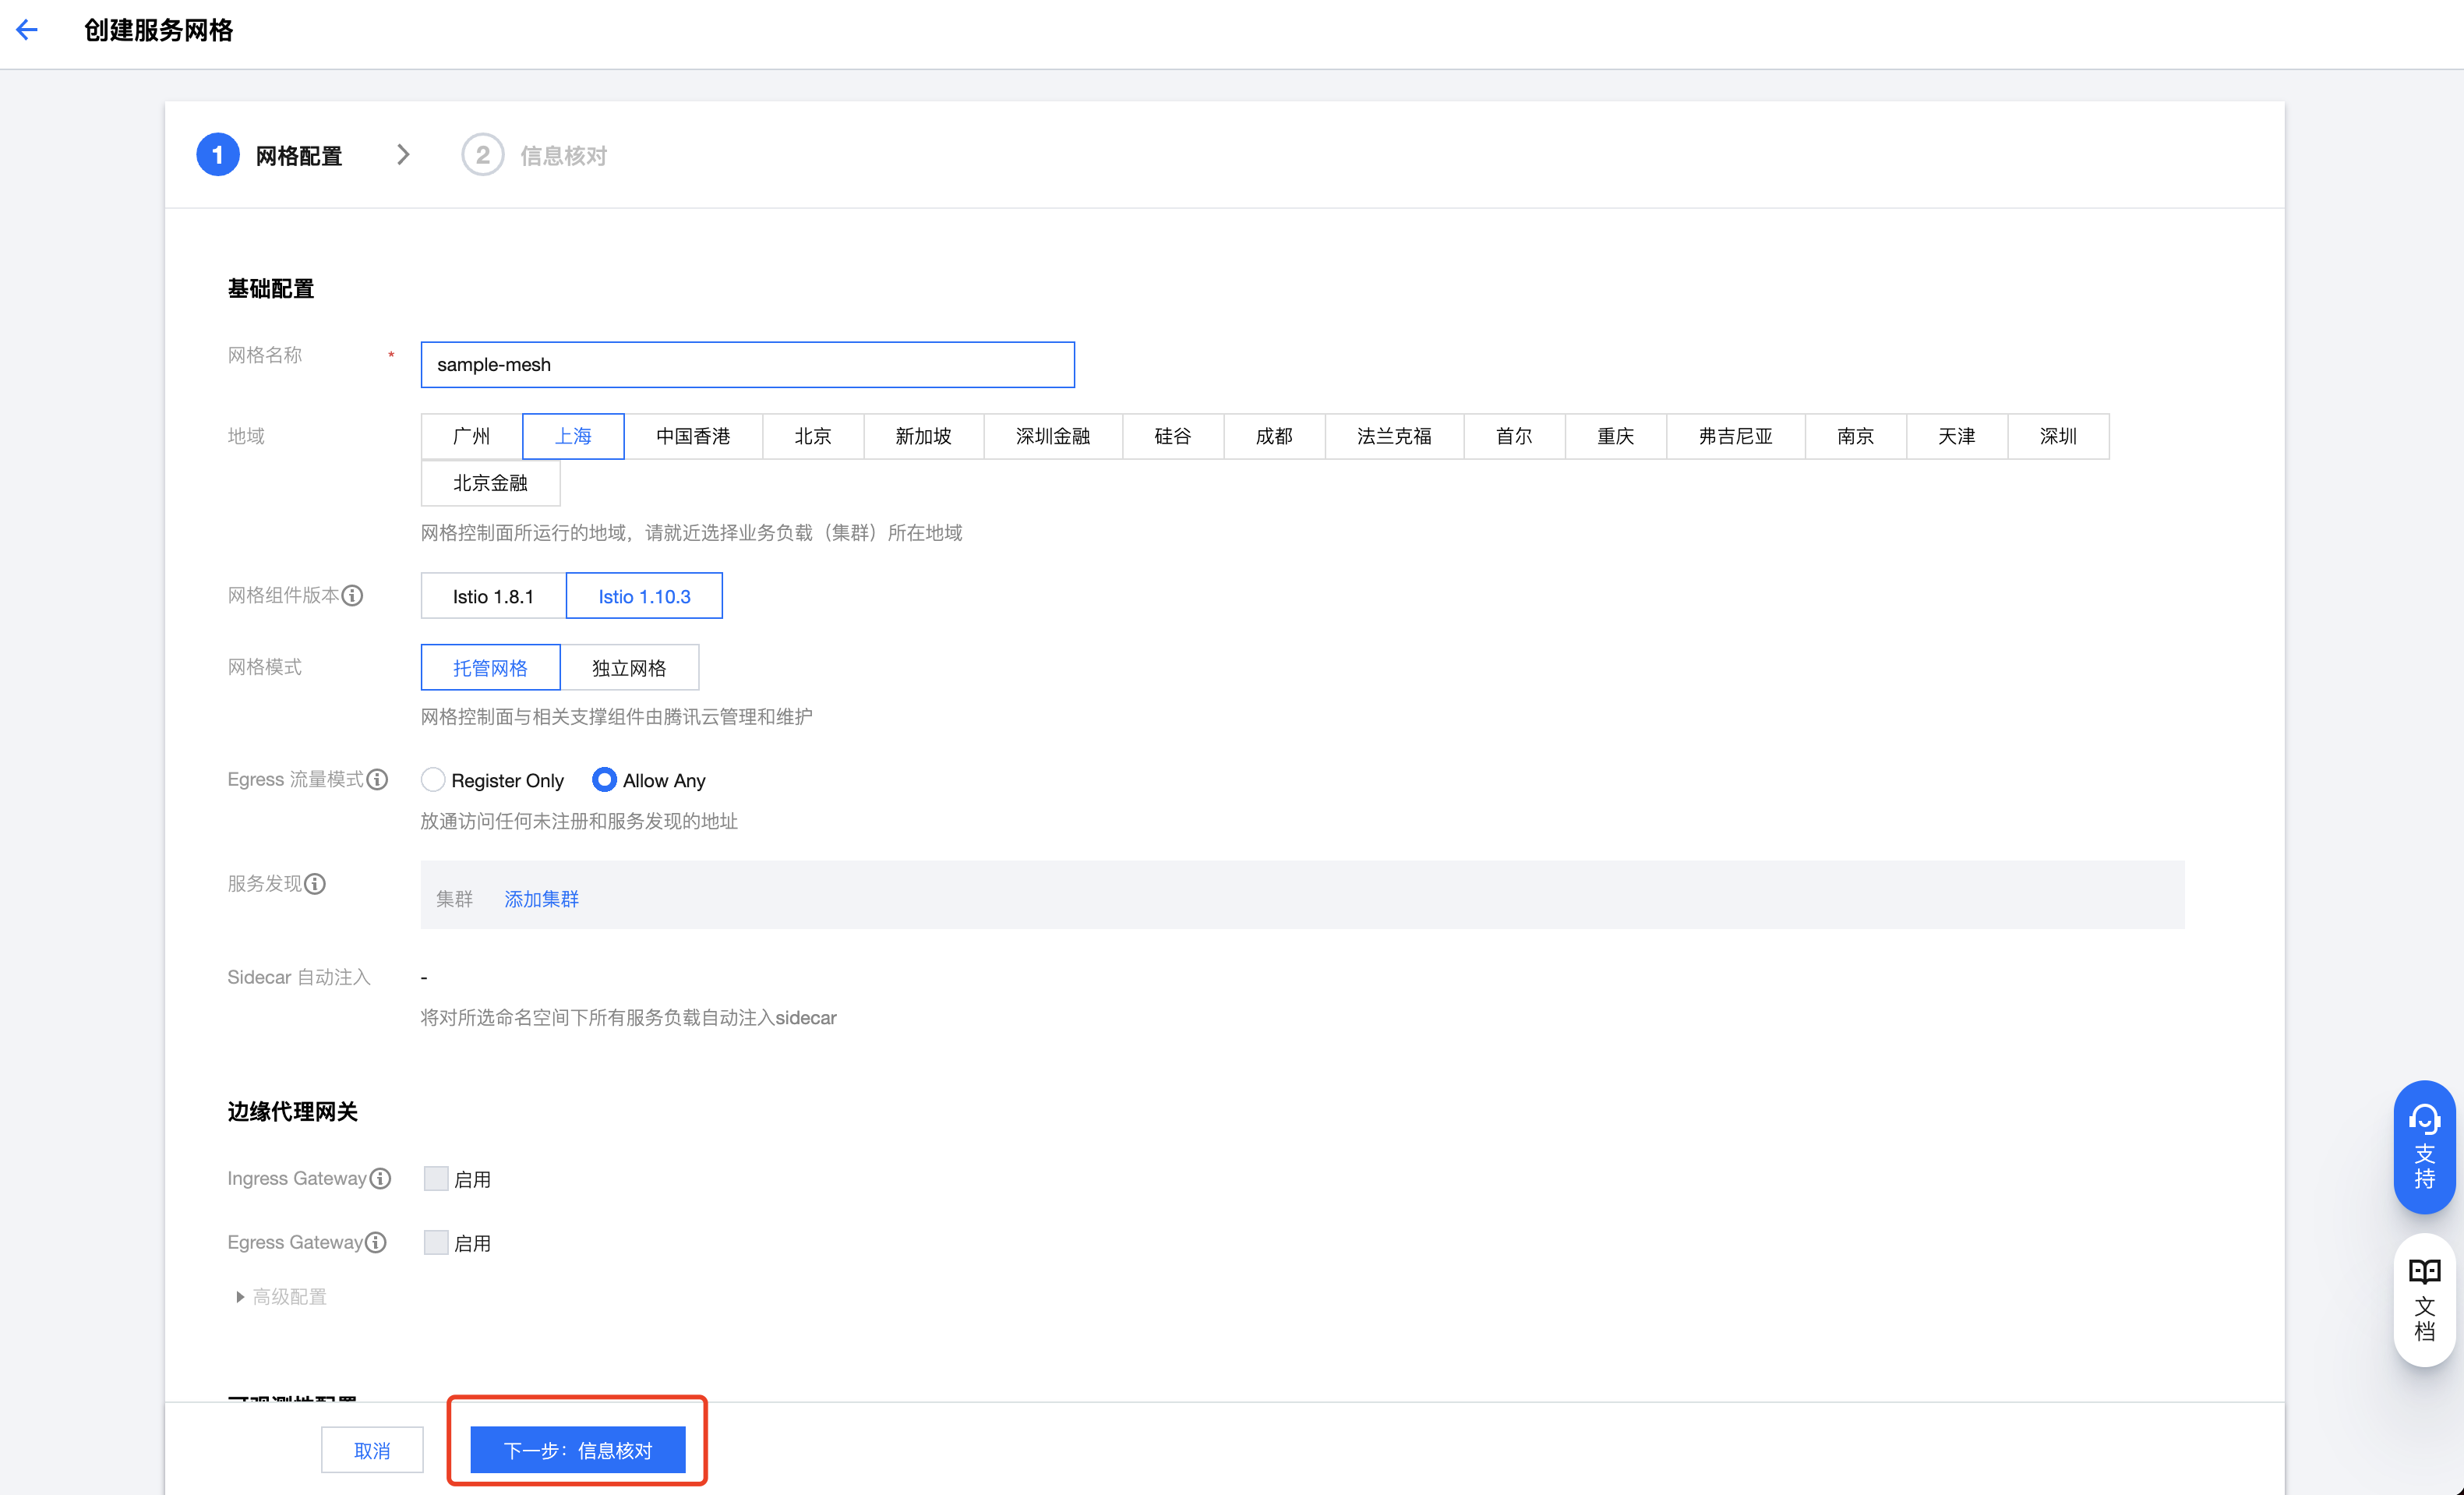 创建服务网格
1 网格配置 2 信息核对
基础配置
网格名称 * sample-mesh
地域 广州 上海 中国香港 北京 新加坡 深圳金融 硅谷 成都 法兰克福 首尔 重庆 弗吉尼亚 南京 天津 深圳
北京金融
网格控制面所运行的地域，请就近选择业务负载（集群）所在地域
网格组件版本 Istio 1.8.1 Istio 1.10.3
网格模式 托管网格 独立网格
网格控制面与相关支撑组件由腾讯云管理和维护
Egress 流量模式 Register Only Allow Any
放通访问任何未注册和服务发现的地址
服务发现 集群 添加集群
Sidecar 自动注入 -
将对所选命名空间下所有服务负载自动注入sidecar
边缘代理网关
Ingress Gateway 启用
Egress Gateway 启用
高级配置
可观测性配置
取消 下一步：信息核对
支持
文档